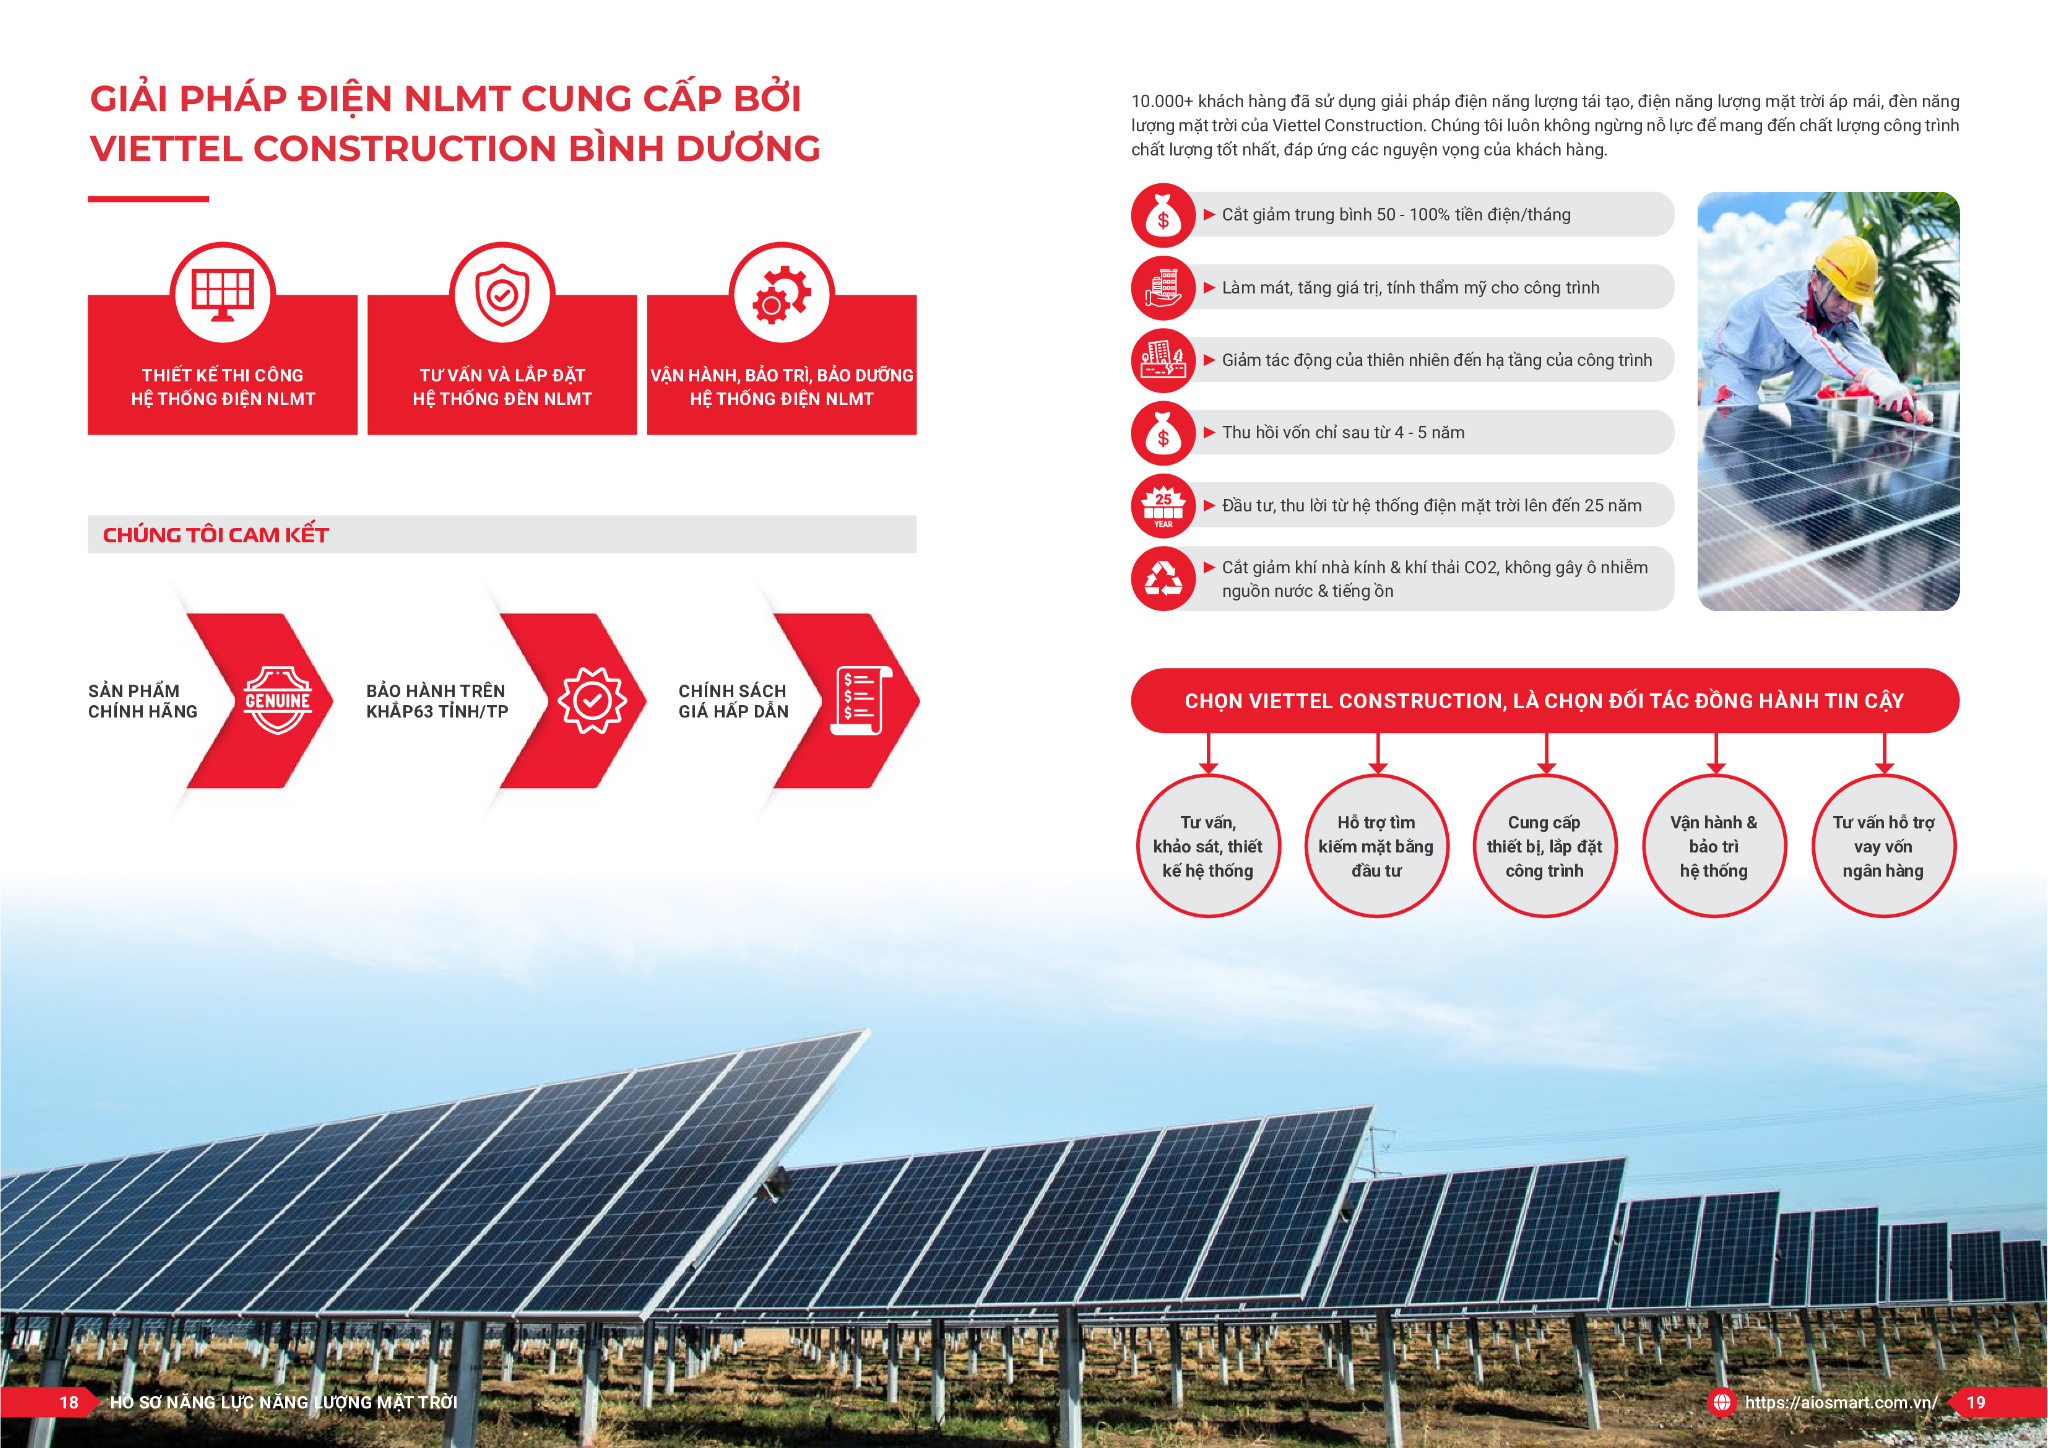 GIẢI PHÁP ĐIỆN NLMT CUNG CẤP BỞI
VIETTEL CONSTRUCTION BÌNH DƯƠNG
THIẾT KẾ THI CÔNG
HỆ THỐNG ĐIỆN NLMT
TƯ VẤN VÀ LẮP ĐẶT
HỆ THỐNG ĐÈN NLMT
VẬN HÀNH, BẢO TRÌ, BẢO DƯỠNG
HỆ THỐNG ĐIỆN NLMT
CHÚNG TÔI CAM KẾT
SẢN PHẨM
CHÍNH HÃNG
GENUINE
BẢO HÀNH TRÊN
KHẮP63 TỈNH/TP
CHÍNH SÁCH
GIÁ HẤP DẪN
10.000+ khách hàng đã sử dụng giải pháp điện năng lượng tái tạo, điện năng lượng mặt trời áp mái, đèn năng
lượng mặt trời của Viettel Construction. Chúng tôi luôn không ngừng nỗ lực để mang đến chất lượng công trình
chất lượng tốt nhất, đáp ứng các nguyện vọng của khách hàng.
Cắt giảm trung bình 50 - 100% tiền điện/tháng
Làm mát, tăng giá trị, tính thẩm mỹ cho công trình
Giảm tác động của thiên nhiên đến hạ tầng của công trình
Thu hồi vốn chỉ sau từ 4 - 5 năm
25
YEAR
Đầu tư, thu lời từ hệ thống điện mặt trời lên đến 25 năm
Cắt giảm khí nhà kính & khí thải CO2, không gây ô nhiễm
nguồn nước & tiếng ồn
CHỌN VIETTEL CONSTRUCTION, LÀ CHỌN ĐỐI TÁC ĐỒNG HÀNH TIN CẬY
Tư vấn,
khảo sát, thiết
kế hệ thống
Hỗ trợ tìm
kiếm mặt bằng
đầu tư
Cung cấp
thiết bị, lắp đặt
công trình
Vận hành &
bảo trì
hệ thống
Tư vấn hỗ trợ
vay vốn
ngân hàng
18
HỒ SƠ NĂNG LỰC NĂNG LƯỢNG MẶT TRỜI
https://aiosmart.com.vn/
19